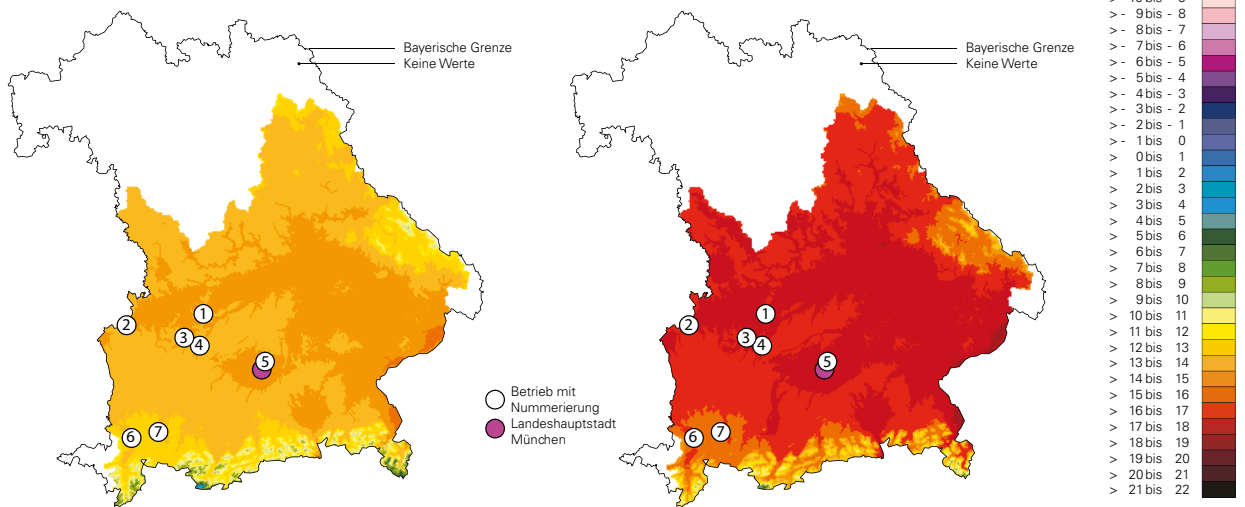 Bayerische Grenze
Keine Werte
1
2
3
4
5
6
7
Betrieb mit
Nummerierung
Landeshauptstadt
München
Bayerische Grenze
Keine Werte
1
2
3
4
5
6
7
> - 9 bis - 8
> - 8 bis - 7
> - 7 bis - 6
> - 6 bis - 5
> - 5 bis - 4
> - 4 bis - 3
> - 3 bis - 2
> - 2 bis - 1
> - 1 bis 0
> 0 bis 1
> 1 bis 2
> 2 bis 3
> 3 bis 4
> 4 bis 5
> 5 bis 6
> 6 bis 7
> 7 bis 8
> 8 bis 9
> 9 bis 10
> 10 bis 11
> 11 bis 12
> 12 bis 13
> 13 bis 14
> 14 bis 15
> 15 bis 16
> 16 bis 17
> 17 bis 18
> 18 bis 19
> 19 bis 20
> 20 bis 21
> 21 bis 22